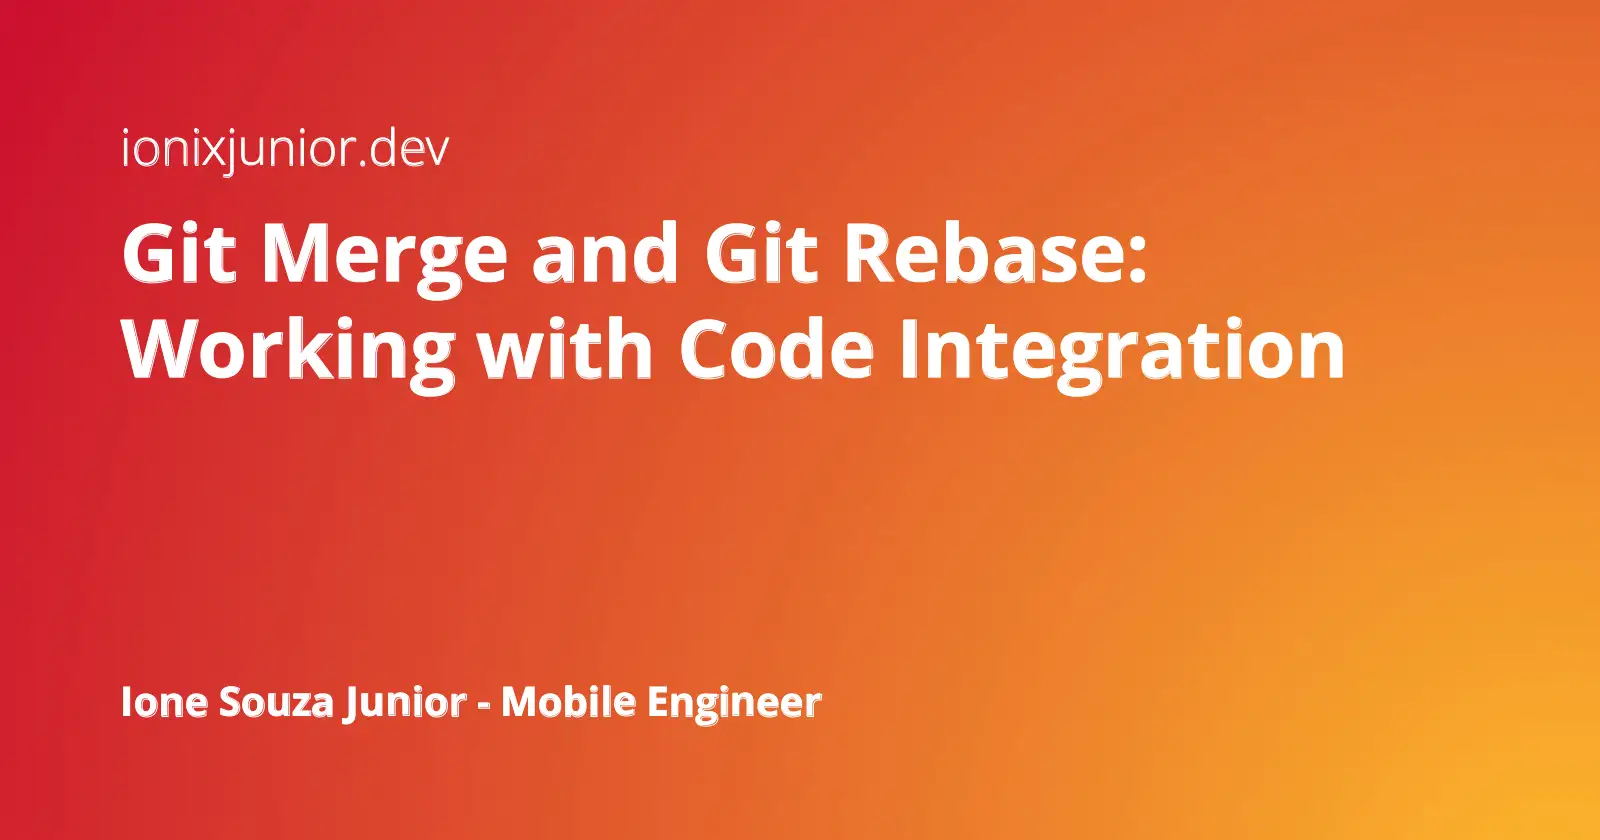 ionixjunior.dev
Git Merge and Git Rebase:
Working with Code Integration
Ione Souza Junior - Mobile Engineer